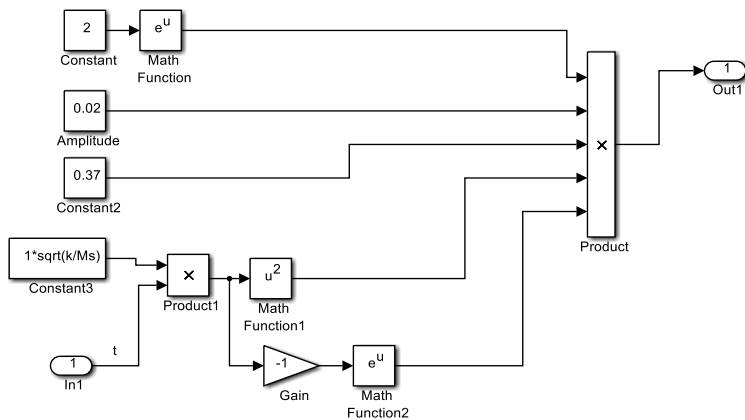 2
Constant
e^u
Math
Function
0.02
Amplitude
0.37
Constant2
1*sqrt(k/Ms)
Constant3
×
Product1
t
1
In1
u^2
Math
Function1
-1
Gain
e^u
Math
Function2
×
Product
1
Out1